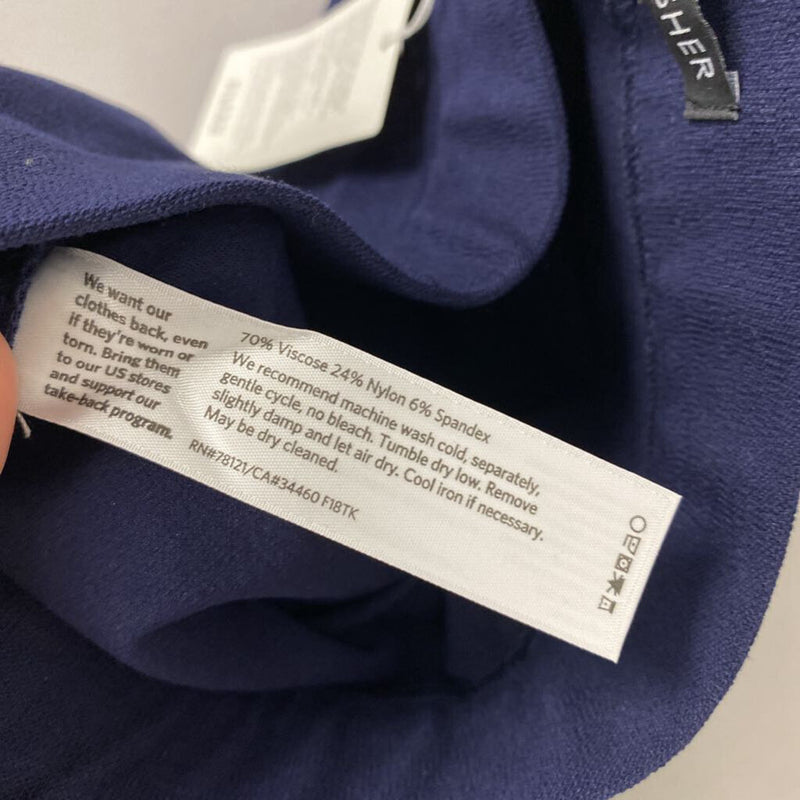 SHER
We want our
clothes back, even
if they're worn or
torn. Bring them
to our US stores
and support our
take-back program.
70% Viscose 24% Nylon 6% Spandex
We recommend machine wash cold, separately,
gentle cycle, no bleach. Tumble dry low. Remove
slightly damp and let air dry. Cool iron if necessary.
May be dry cleaned.
RN#78121/CA#34460 F18TK